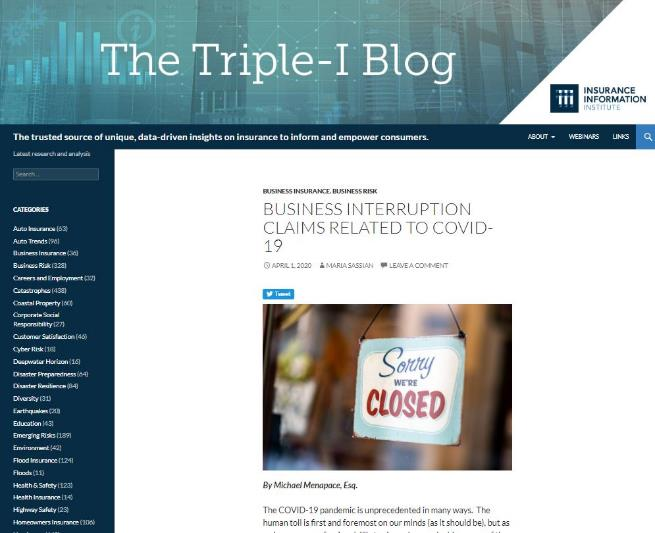 The Triple-I Blog
INSURANCE
INFORMATION
INSTITUTE
The trusted source of unique, data-driven insights on insurance to inform and empower consumers.
ABOUT
WEBINARS
LINKS
Latest research and analysis
Search...
CATEGORIES
Auto Insurance (63)
Auto Trends (96)
Business Insurance (36)
Business Risk (328)
Careers and Employment (32)
Catastrophes (438)
Coastal Property (60)
Corporate Social
Responsibility (27)
Customer Satisfaction (46)
Cyber Risk (18)
Deepwater Horizon (16)
Disaster Preparedness (64)
Disaster Resilience (84)
Diversity (31)
Earthquakes (20)
Education (43)
Emerging Risks (189)
Environment (42)
Flood Insurance (124)
Floods (11)
Health & Safety (123)
Health Insurance (14)
Highway Safety (23)
Homeowners Insurance (106)
BUSINESS INSURANCE, BUSINESS RISK
BUSINESS INTERRUPTION
CLAIMS RELATED TO COVID-
19
APRIL 1, 2020 MARIA SASSIAN LEAVE A COMMENT
Tweet
Sorry
WE'RE
CLOSED
By Michael Menapace, Esq.
The COVID-19 pandemic is unprecedented in many ways. The
human toll is first and foremost on our minds (as it should be), but as